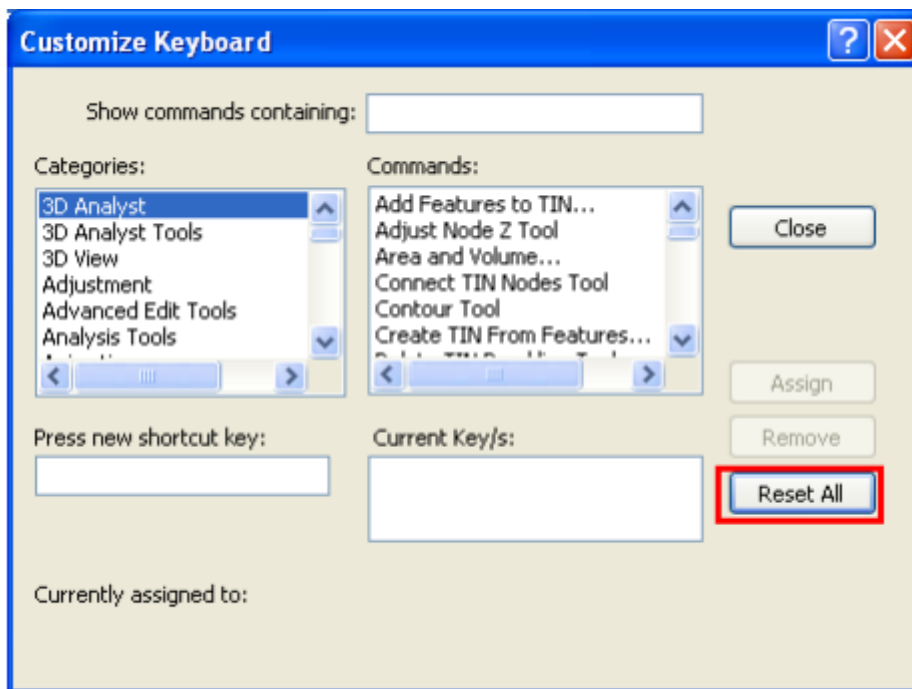 Customize Keyboard
Show commands containing:
Categories:
Commands:
3D Analyst
3D Analyst Tools
3D View
Adjustment
Advanced Edit Tools
Analysis Tools
Add Features to TIN...
Adjust Node Z Tool
Area and Volume...
Connect TIN Nodes Tool
Contour Tool
Create TIN From Features...
Close
Assign
Remove
Reset All
Press new shortcut key:
Current Key/s:
Currently assigned to: